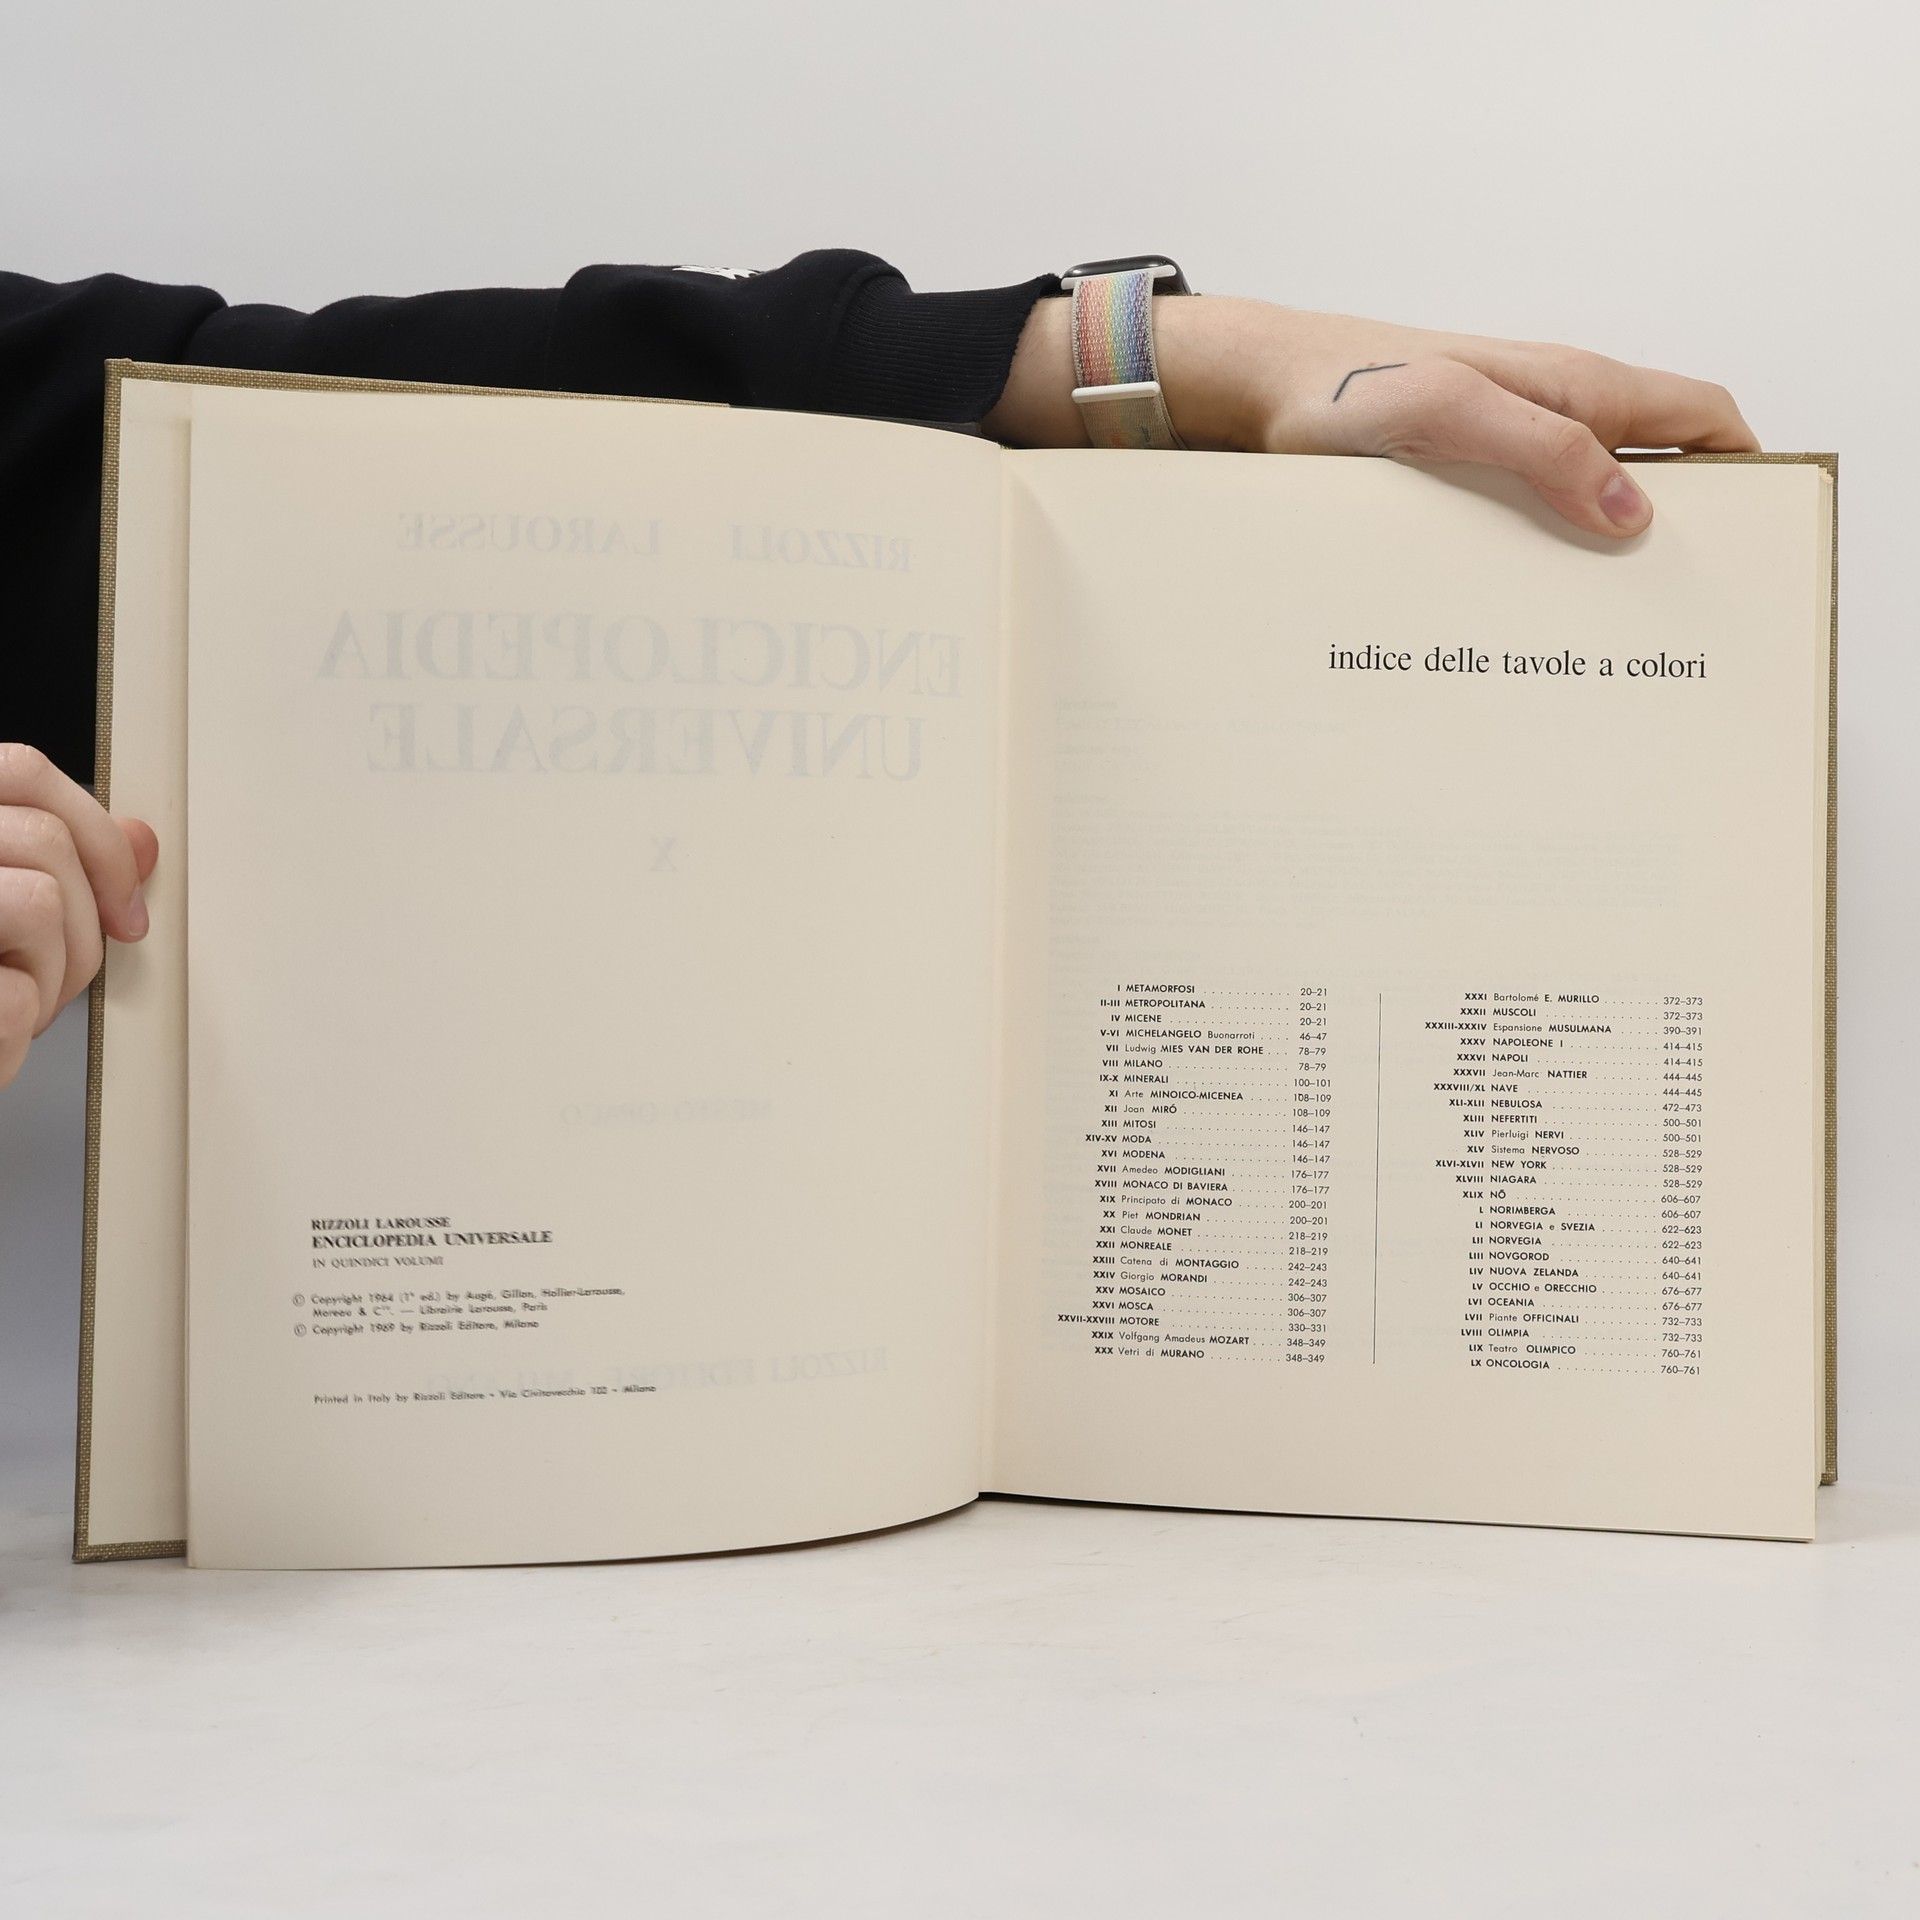 RIZZOLI LAROUSSE
ENCICLOPEDIA
UNIVERSALE
X
RIZZOLI LAROUSSE
ENCICLOPEDIA UNIVERSALE
IN QUINDICI VOLUMI
© Copyright 1964 (1ª ed.) by Augé, Gillon, Hollier-Larousse,
Moreau & Cie. — Librairie Larousse, Paris
© Copyright 1969 by Rizzoli Editore, Milano
Printed in Italy by Rizzoli Editore - Via Civitavecchia 102 - Milano
indice delle tavole a colori
I METAMORFOSI . . . . . . . . . . . 20–21
II-III METROPOLITANA . . . . . . . . . 20–21
IV MICENE . . . . . . . . . . . . . . 20–21
V-VI MICHELANGELO Buonarroti . . . . 46–47
VII Ludwig MIES VAN DER ROHE . . . 78–79
VIII MILANO . . . . . . . . . . . . . . 78–79
IX-X MINERALI . . . . . . . . . . . . . 100–101
XI Arte MINOICO-MICENEA . . . . . 108–109
XII Joan MIRÓ . . . . . . . . . . . . 108–109
XIII MITOSI . . . . . . . . . . . . . . 146–147
XIV-XV MODA . . . . . . . . . . . . . . . 146–147
XVI MODENA . . . . . . . . . . . . . 146–147
XVII Amedeo MODIGLIANI . . . . . . . 176–177
XVIII MONACO DI BAVIERA . . . . . . . 176–177
XIX Principato di MONACO . . . . . . 200–201
XX Piet MONDRIAN . . . . . . . . . . 200–201
XXI Claude MONET . . . . . . . . . . 218–219
XXII MONREALE . . . . . . . . . . . . 218–219
XXIII Catena di MONTAGGIO . . . . . . 242–243
XXIV Giorgio MORANDI . . . . . . . . . 242–243
XXV MOSAICO . . . . . . . . . . . . . 306–307
XXVI MOSCA . . . . . . . . . . . . . . 306–307
XXVII-XXVIII MOTORE . . . . . . . . . . . . . 330–331
XXIX Volfgang Amadeus MOZART . . . . 348–349
XXX Vetri di MURANO . . . . . . . . . 348–349
XXXI Bartolomé E. MURILLO . . . . . . . 372–373
XXXII MUSCOLI . . . . . . . . . . . . . 372–373
XXXIII-XXXIV Espansione MUSULMANA . . . . . 390–391
XXXV NAPOLEONE I . . . . . . . . . . . 414–415
XXXVI NAPOLI . . . . . . . . . . . . . . 414–415
XXXVII Jean-Marc NATTIER . . . . . . . . 444–445
XXXVIII/XL NAVE . . . . . . . . . . . . . . . 444–445
XLI-XLII NEBULOSA . . . . . . . . . . . . . 472–473
XLIII NEFERTITI . . . . . . . . . . . . . 500–501
XLIV Pierluigi NERVI . . . . . . . . . . 500–501
XLV Sistema NERVOSO . . . . . . . . . 528–529
XLVI-XLVII NEW YORK . . . . . . . . . . . . 528–529
XLVIII NIAGARA . . . . . . . . . . . . . 528–529
XLIX NŌ . . . . . . . . . . . . . . . . 606–607
L NORIMBERGA . . . . . . . . . . . 606–607
LI NORVEGIA e SVEZIA . . . . . . . 622–623
LII NORVEGIA . . . . . . . . . . . . 622–623
LIII NOVGOROD . . . . . . . . . . . . 640–641
LIV NUOVA ZELANDA . . . . . . . . . 640–641
LV OCCHIO e ORECCHIO . . . . . . . 676–677
LVI OCEANIA . . . . . . . . . . . . . 676–677
LVII Piante OFFICINALI . . . . . . . . . 732–733
LVIII OLIMPIA . . . . . . . . . . . . . . 732–733
LIX Teatro OLIMPICO . . . . . . . . . 760–761
LX ONCOLOGIA . . . . . . . . . . . . 760–761